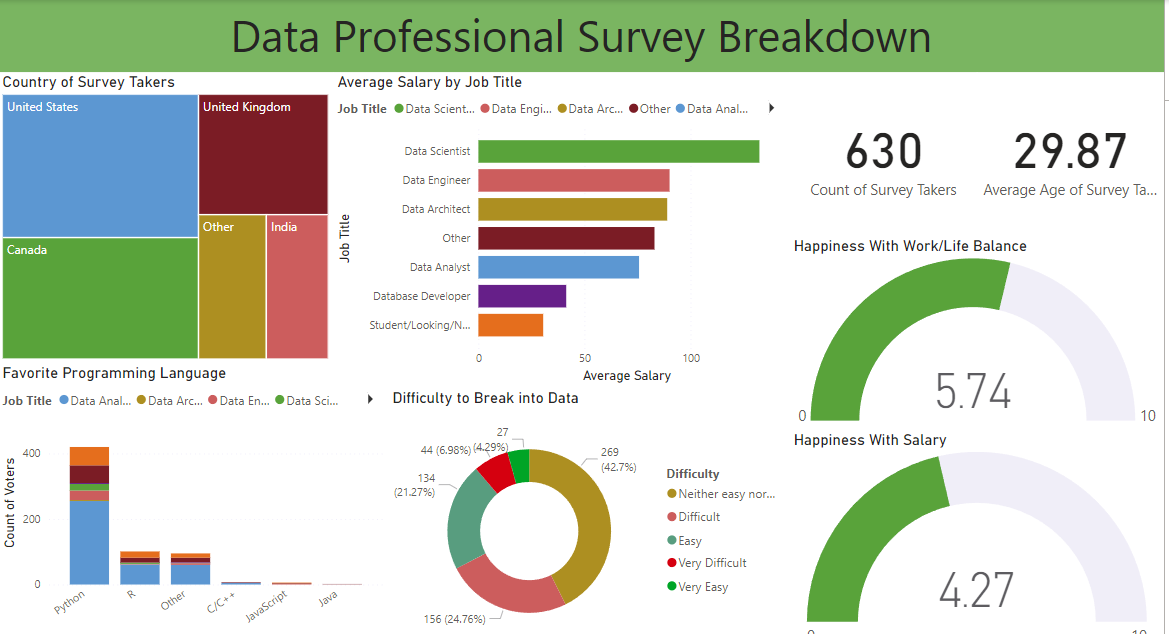 Data Professional Survey Breakdown
Country of Survey Takers
United States
United Kingdom
Canada
Other
India
Average Salary by Job Title
Job Title Data Scient... Data Engi... Data Arc... Other Data Anal...
Job Title
Data Scientist
Data Engineer
Data Architect
Other
Data Analyst
Database Developer
Student/Looking/N...
0 50 100
Average Salary
630
Count of Survey Takers
29.87
Average Age of Survey Ta...
Happiness With Work/Life Balance
5.74
0 10
Happiness With Salary
4.27
0 10
Favorite Programming Language
Job Title Data Anal... Data Arc... Data En... Data Sci...
Count of Voters
400
200
0
Python R Other C/C++ JavaScript Java
Difficulty to Break into Data
27
(4.29%)
44 (6.98%)
269
(42.7%)
134
(21.27%)
156 (24.76%)
Difficulty
Neither easy nor...
Difficult
Easy
Very Difficult
Very Easy